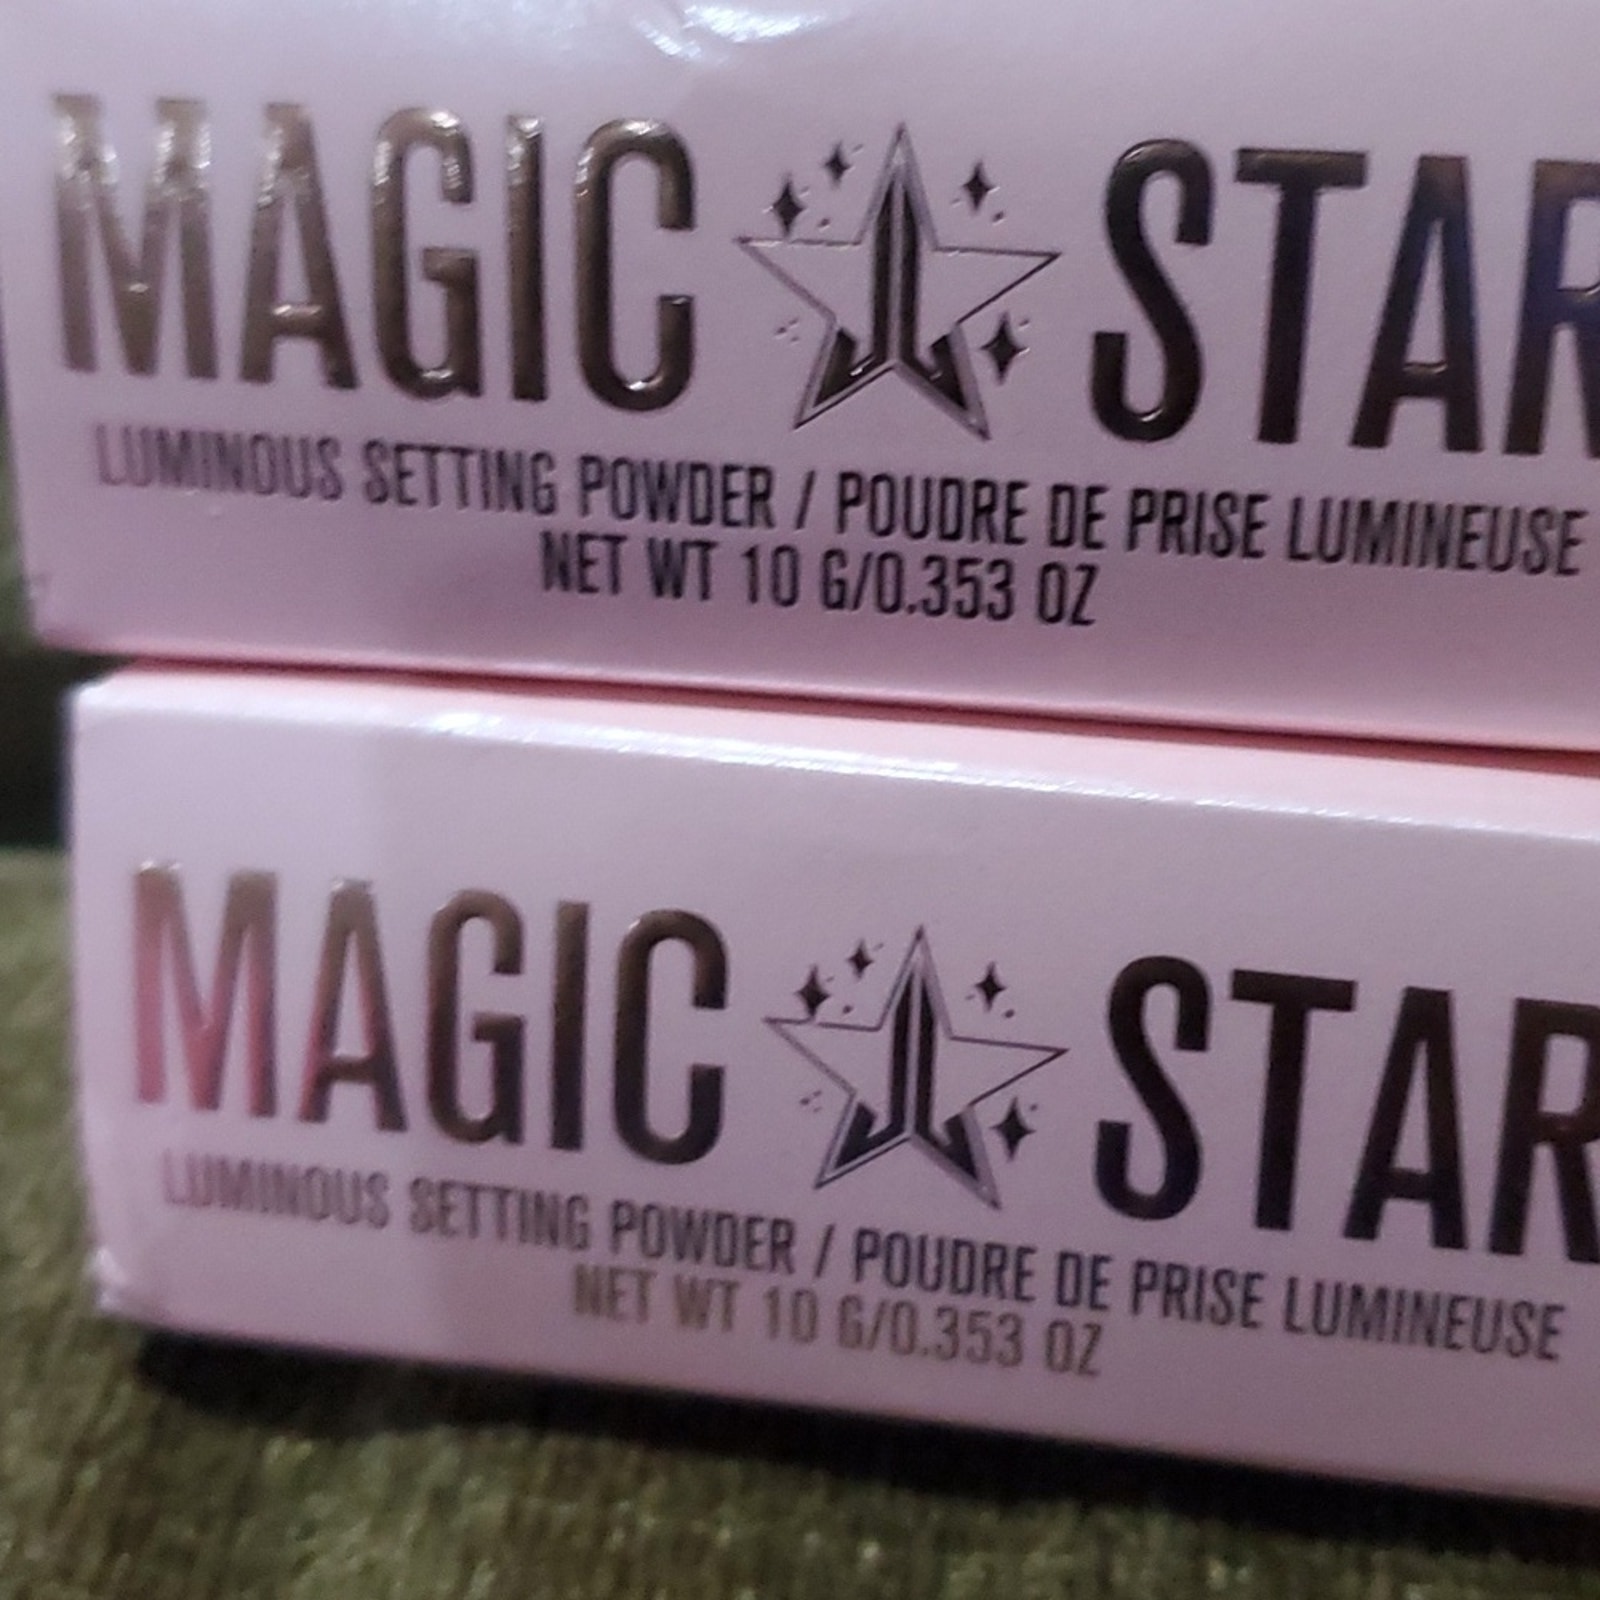 MAGIC STAR
LUMINOUS SETTING POWDER / POUDRE DE PRISE LUMINEUSE
NET WT 10 G/0.353 OZ
MAGIC STAR
LUMINOUS SETTING POWDER / POUDRE DE PRISE LUMINEUSE
NET WT 10 G/0.353 OZ